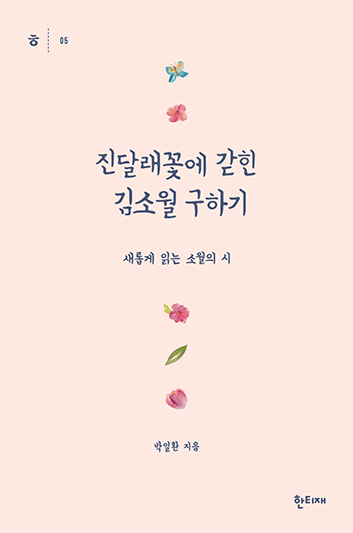 ㅎ 05
진달래꽃에 갇힌
김소월 구하기
새롭게 읽는 소월의 시
박일환 지음
한티재